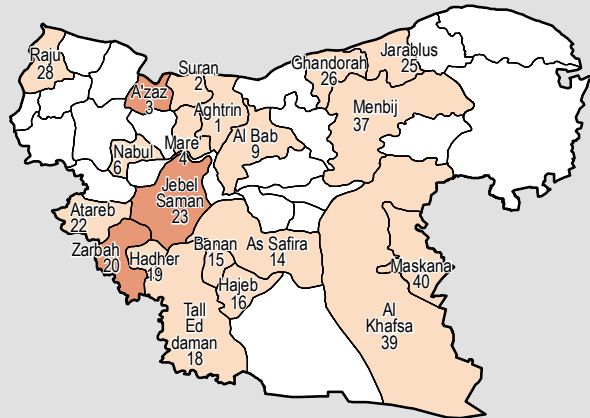 Raju
28
A'zaz
3
Suran
2
Aghtrin
1
Ghandorah
26
Jarablus
25
Menbij
37
Al Bab
9
Mare'
4
Nabul
6
Jebel
Saman
23
Atareb
22
Zarbah
20
Hadher
19
Banan
15
As Safira
14
Hajeb
16
Tall
Ed
daman
18
Maskana
40
Al
Khafsa
39